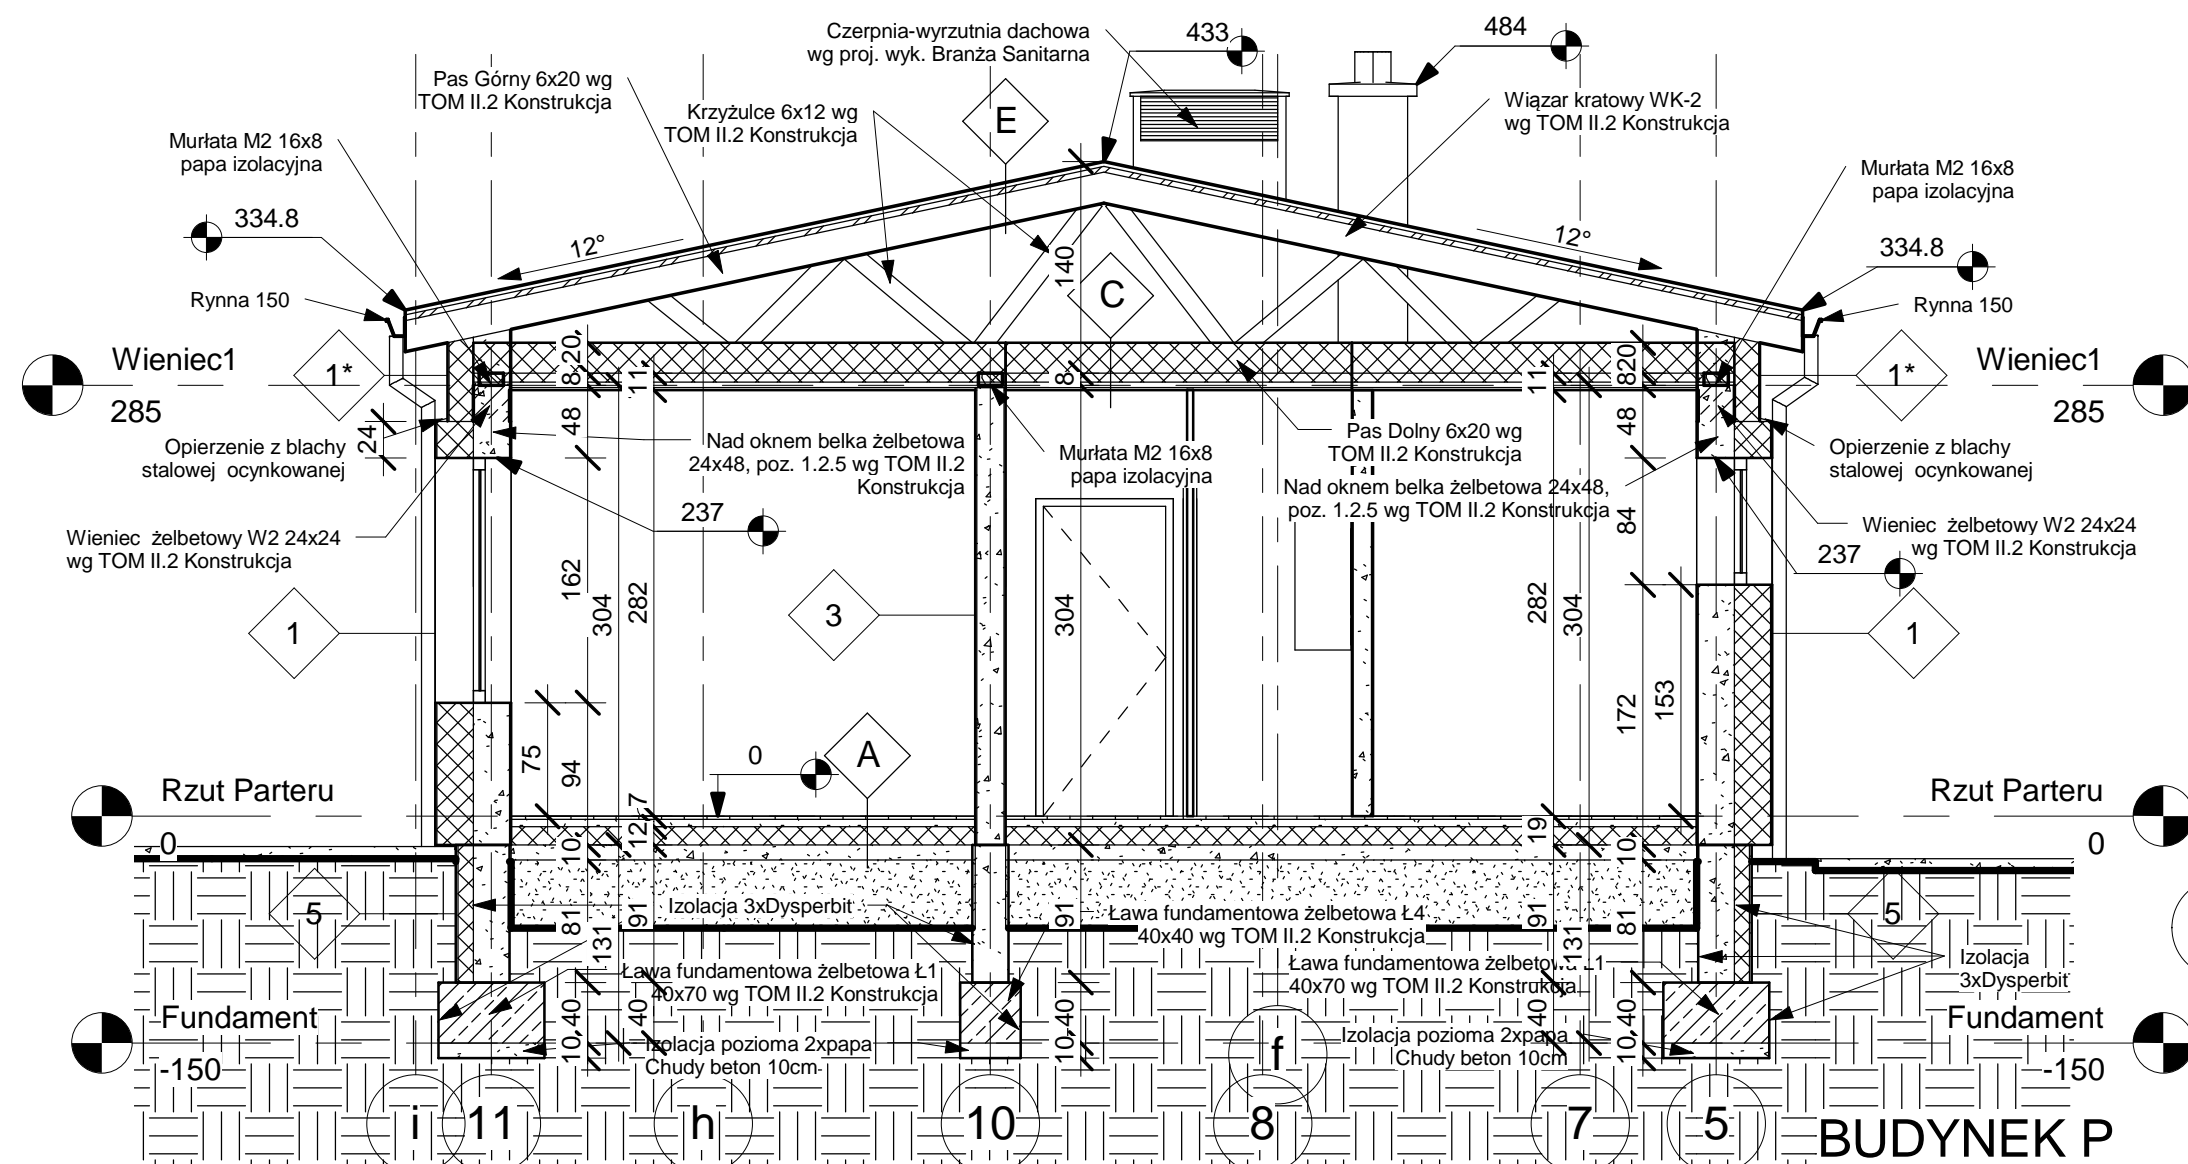 Czerpnia-wyrzutnia dachowa
wg proj. wyk. Branża Sanitarna
433
484
Pas Górny 6x20 wg
TOM II.2 Konstrukcja
Krzyżulce 6x12 wg
TOM II.2 Konstrukcja
E
Wiązar kratowy WK-2
wg TOM II.2 Konstrukcja
Murłata M2 16x8
papa izolacyjna
Murłata M2 16x8
papa izolacyjna
334.8
12°
140
C
12°
334.8
Rynna 150
Rynna 150
Wieniec1
285
1*
8
20
11
8
11
8
20
1*
Wieniec1
285
24
48
48
Opierzenie z blachy
stalowej ocynkowanej
Nad oknem belka żelbetowa
24x48, poz. 1.2.5 wg TOM II.2
Konstrukcja
Murłata M2 16x8
papa izolacyjna
Pas Dolny 6x20 wg
TOM II.2 Konstrukcja
Nad oknem belka żelbetowa 24x48,
poz. 1.2.5 wg TOM II.2 Konstrukcja
Opierzenie z blachy
stalowej ocynkowanej
Wieniec żelbetowy W2 24x24
wg TOM II.2 Konstrukcja
237
84
237
Wieniec żelbetowy W2 24x24
wg TOM II.2 Konstrukcja
1
162
304
282
3
304
282
304
1
172
153
75
94
0
A
Rzut Parteru
0
7
12
10
19
10
Rzut Parteru
0
5
81
131
91
Izolacja 3xDysperbit
91
Ława fundamentowa żelbetowa Ł4
40x40 wg TOM II.2 Konstrukcja
91
131
81
5
Ława fundamentowa żelbetowa Ł1
40x70 wg TOM II.2 Konstrukcja
Ława fundamentowa żelbetowa Ł1
40x70 wg TOM II.2 Konstrukcja
Izolacja
3xDysperbit
Fundament
-150
10
40
40
10
40
40
10
40
Izolacja pozioma 2xpapa
Chudy beton 10cm
f
Izolacja pozioma 2xpapa
Chudy beton 10cm
Fundament
-150
i
11
h
10
8
7
5
BUDYNEK P